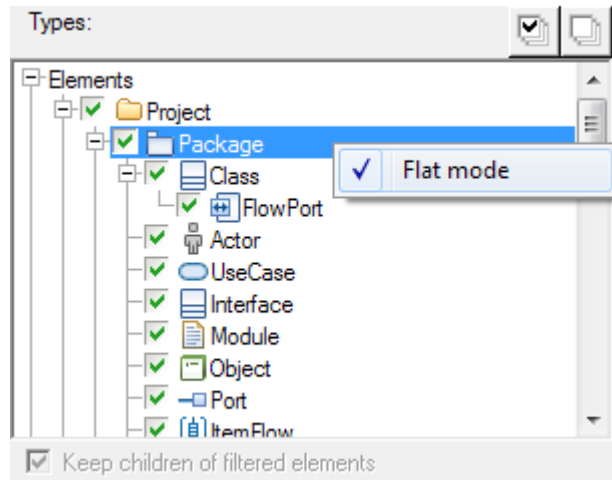 Types:
Elements
Project
Package
Flat mode
Class
FlowPort
Actor
UseCase
Interface
Module
Object
Port
ItemFlow
Keep children of filtered elements